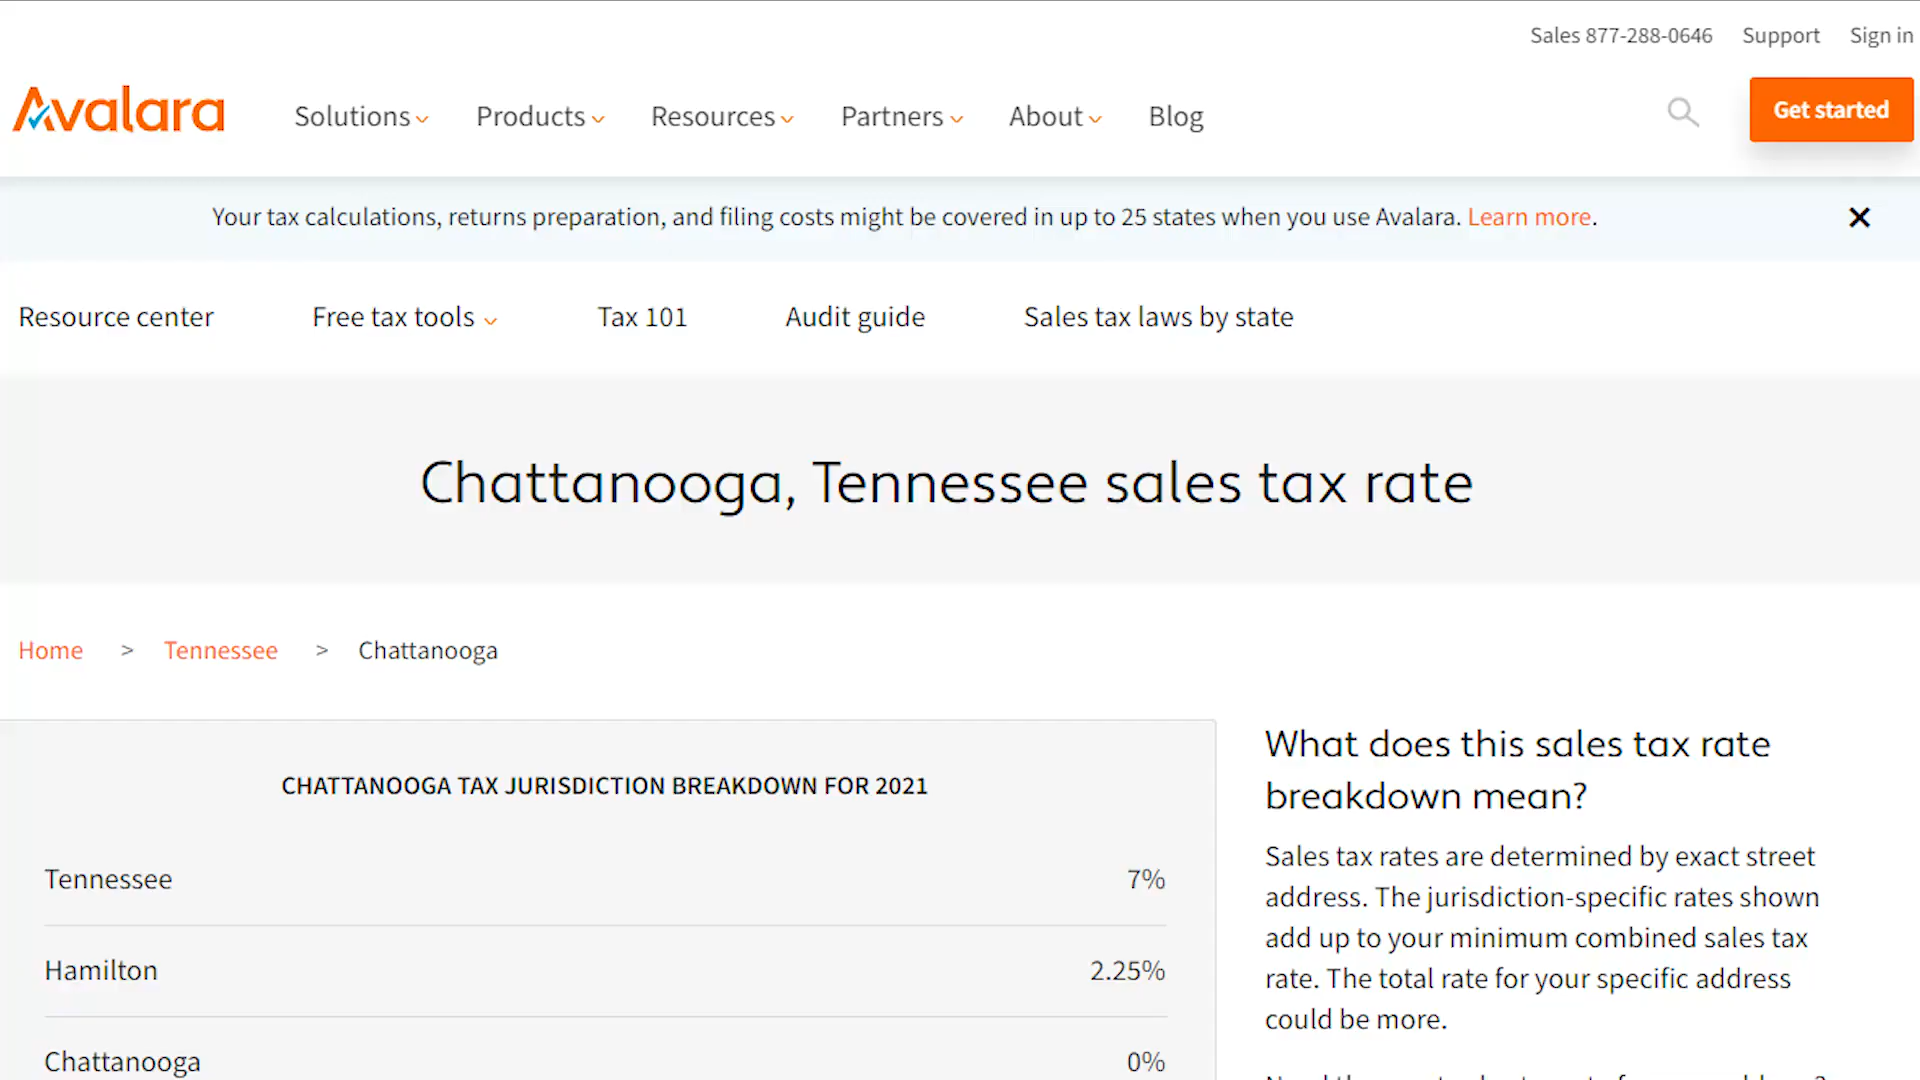 Sales 877-288-0646 Support Sign in
Avalara Solutions Products Resources Partners About Blog Get started
Your tax calculations, returns preparation, and filing costs might be covered in up to 25 states when you use Avalara. Learn more.
Resource center Free tax tools Tax 101 Audit guide Sales tax laws by state
Chattanooga, Tennessee sales tax rate
Home > Tennessee > Chattanooga
CHATTANOOGA TAX JURISDICTION BREAKDOWN FOR 2021
Tennessee 7%
Hamilton 2.25%
Chattanooga 0%
What does this sales tax rate
breakdown mean?
Sales tax rates are determined by exact street
address. The jurisdiction-specific rates shown
add up to your minimum combined sales tax
rate. The total rate for your specific address
could be more.